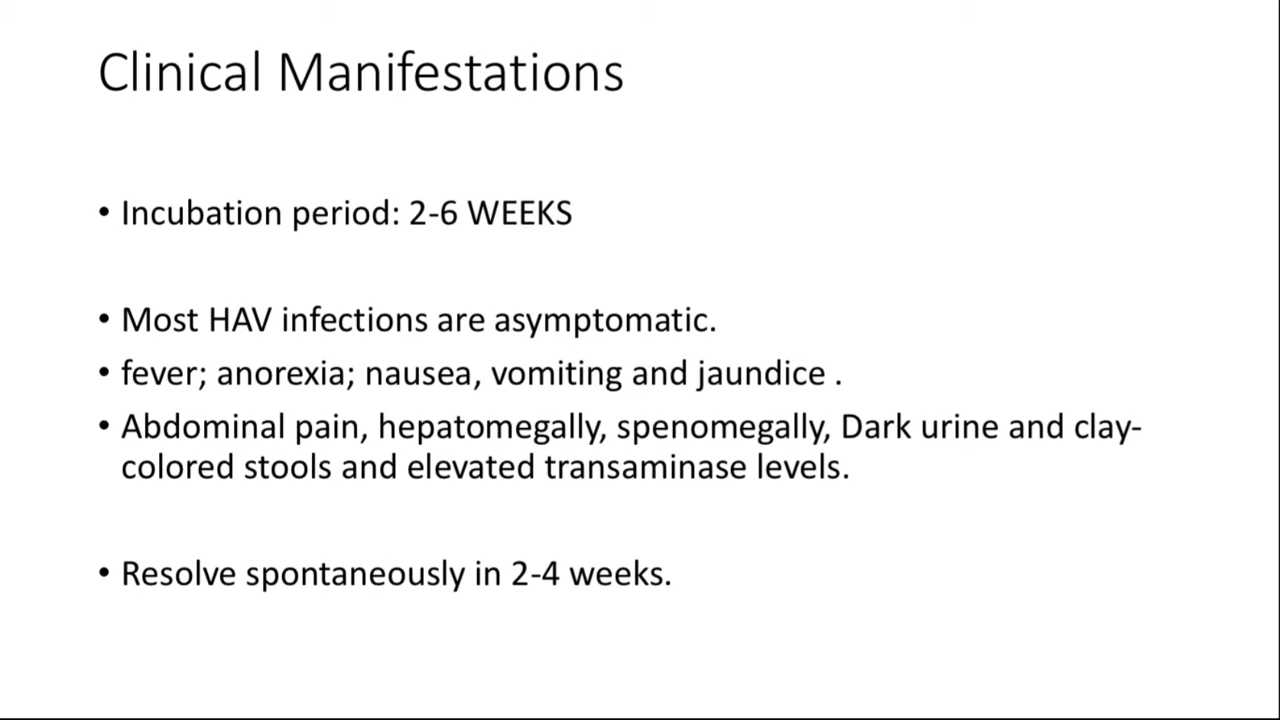 Clinical Manifestations
• Incubation period: 2-6 WEEKS
• Most HAV infections are asymptomatic.
• fever; anorexia; nausea, vomiting and jaundice .
• Abdominal pain, hepatomegally, spenomegally, Dark urine and clay-
colored stools and elevated transaminase levels.
• Resolve spontaneously in 2-4 weeks.